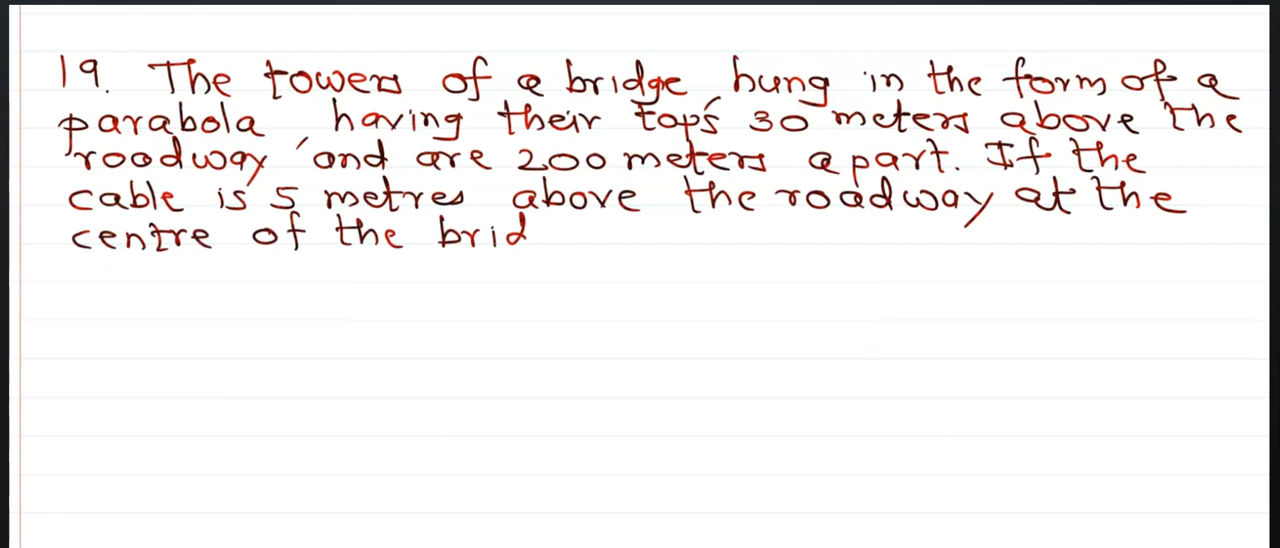 19. The towers of a bridge, hung in the form of a
parabola, having their tops 30 meters above the
roadway, and are 200 meters apart. If the
cable is 5 metres above the roadway at the
centre of the brid